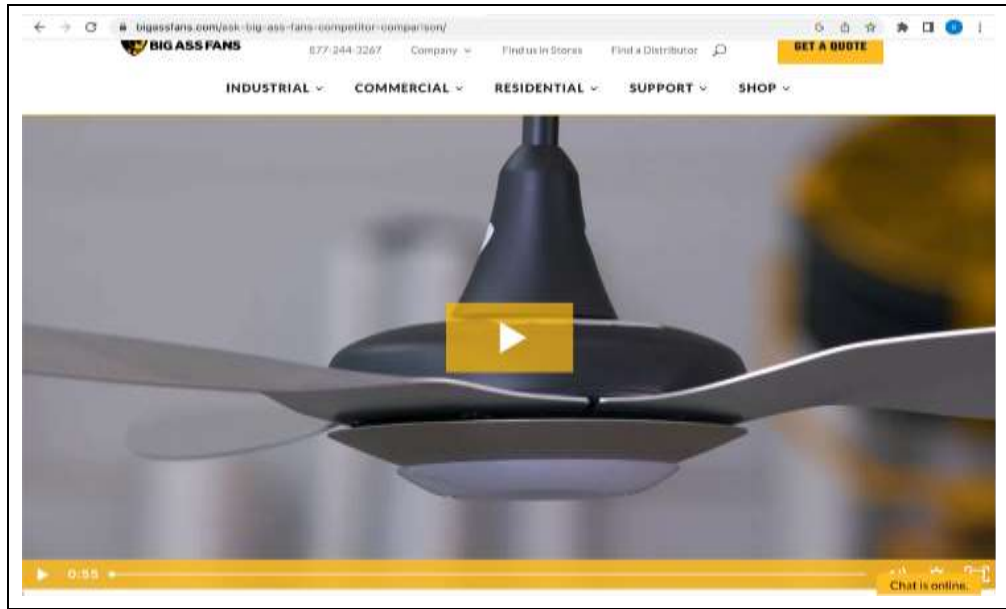 bigassfans.com/ask-big-ass-fans-competitor-comparison/
BIG ASS FANS 877-244-3267 Company Find us in Stores Find a Distributor GET A QUOTE
INDUSTRIAL COMMERCIAL RESIDENTIAL SUPPORT SHOP
0:55
Chat is online.